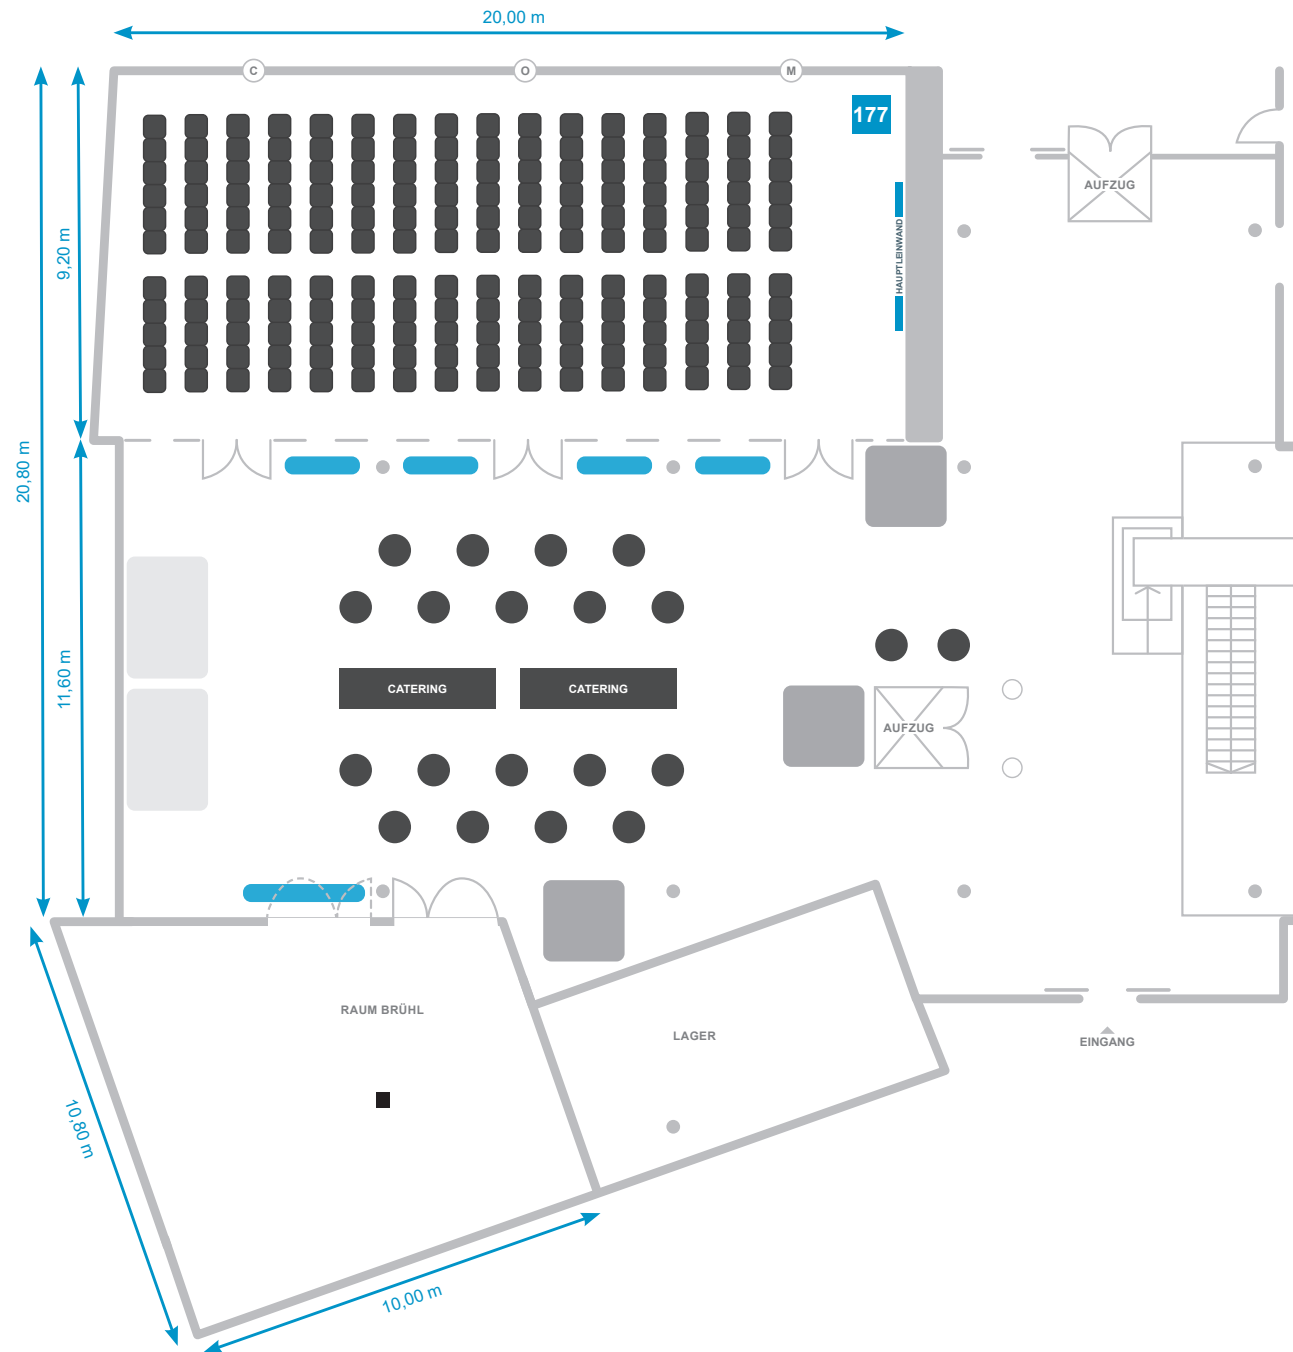 20,00 m
C
O
M
177
AUFZUG
9,20 m
HAUPTLEINWAND
20,80 m
11,60 m
CATERING
CATERING
AUFZUG
RAUM BRÜHL
LAGER
EINGANG
10,80 m
10,00 m